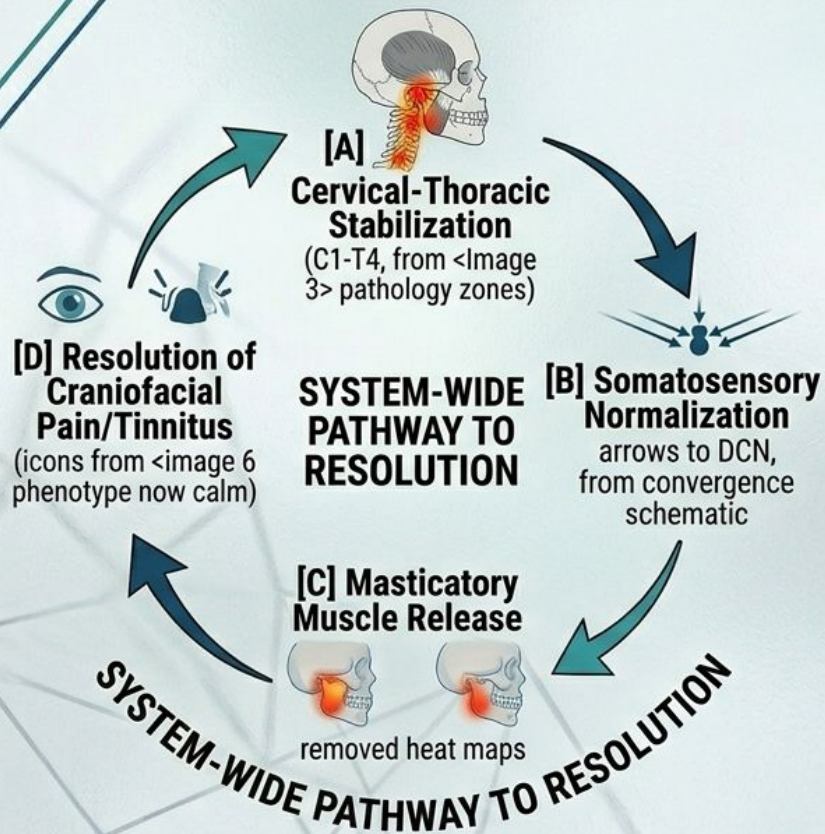 [A]
Cervical-Thoracic
Stabilization
(C1-T4, from <Image
3> pathology zones)
[B] Somatosensory
Normalization
arrows to DCN,
from convergence
schematic
[C] Masticatory
Muscle Release
removed heat maps
[D] Resolution of
Craniofacial
Pain/Tinnitus
(icons from <image 6
phenotype now calm)
SYSTEM-WIDE
PATHWAY TO
RESOLUTION
SYSTEM-WIDE PATHWAY TO RESOLUTION